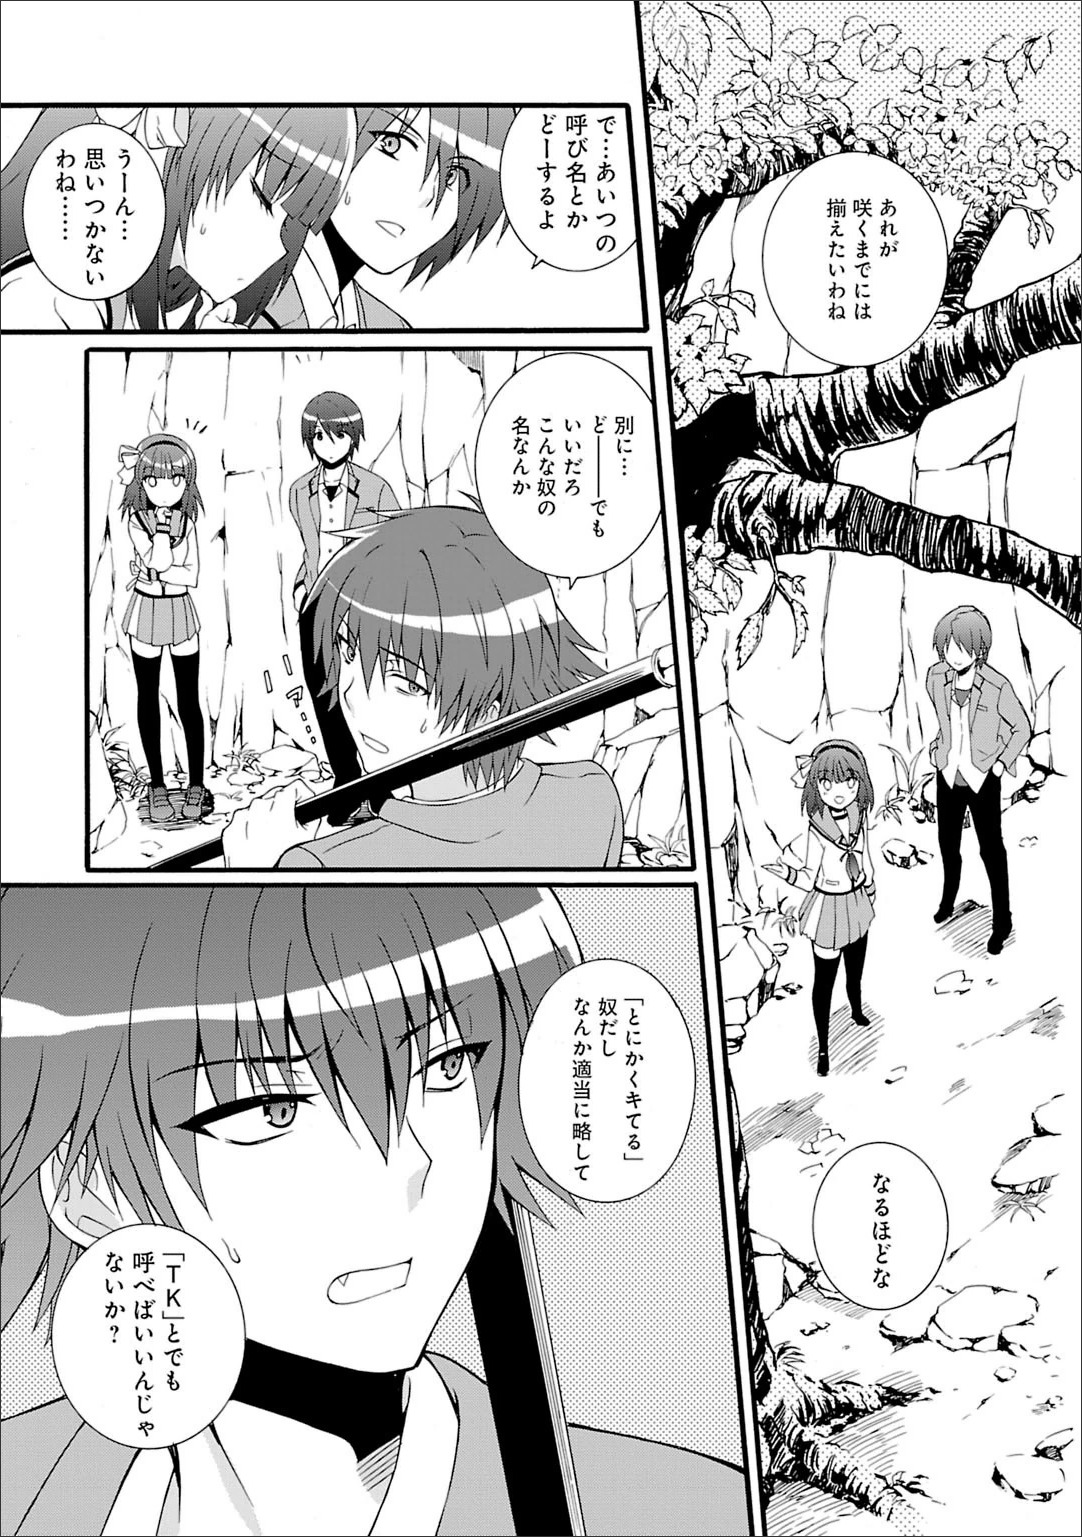 あれが
咲くまでには
揃えたいわね
なるほどな
で…あいつの
呼び名とか
どーするよ
うーん…
思いつかない
わね……
別に…
ど――でも
いいだろ
こんな奴の
名なんか
「とにかくキてる」
奴だし
なんか適当に略して
「TK」とでも
呼べばいいんじゃ
ないか?